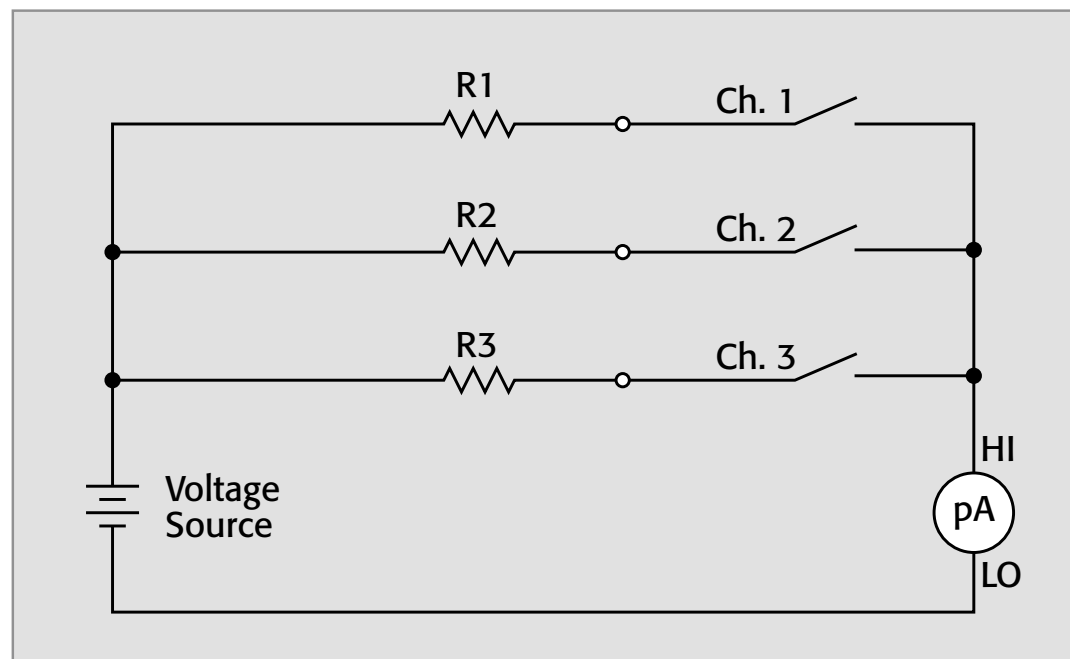 R1
Ch. 1
R2
Ch. 2
R3
Ch. 3
Voltage
Source
HI
pA
LO